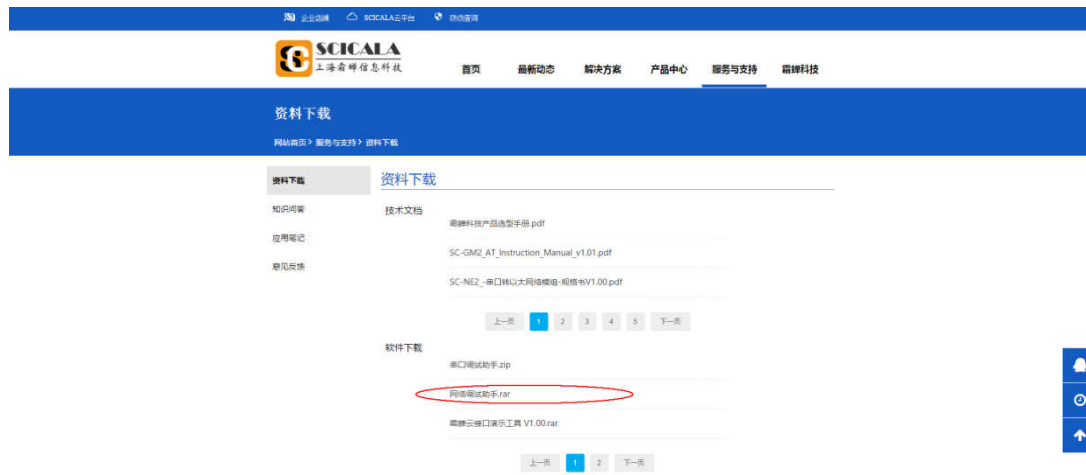 企业店铺 SCICALA云平台 防伪查询
SCICALA
上海霜蝉信息科技
首页 最新动态 解决方案 产品中心 服务与支持 霜蝉科技
资料下载
网站首页> 服务与支持> 资料下载
资料下载
知识问答
应用笔记
意见反馈
资料下载
技术文档
霜蝉科技产品选型手册.pdf
SC-GM2_AT_Instruction_Manual_v1.01.pdf
SC-NE2_-串口转以太网络模组-规格书V1.00.pdf
上一页 1 2 3 4 5 下一页
软件下载
串口调试助手.zip
网络调试助手.rar
霜蝉云接口演示工具 V1.00.rar
上一页 1 2 下一页